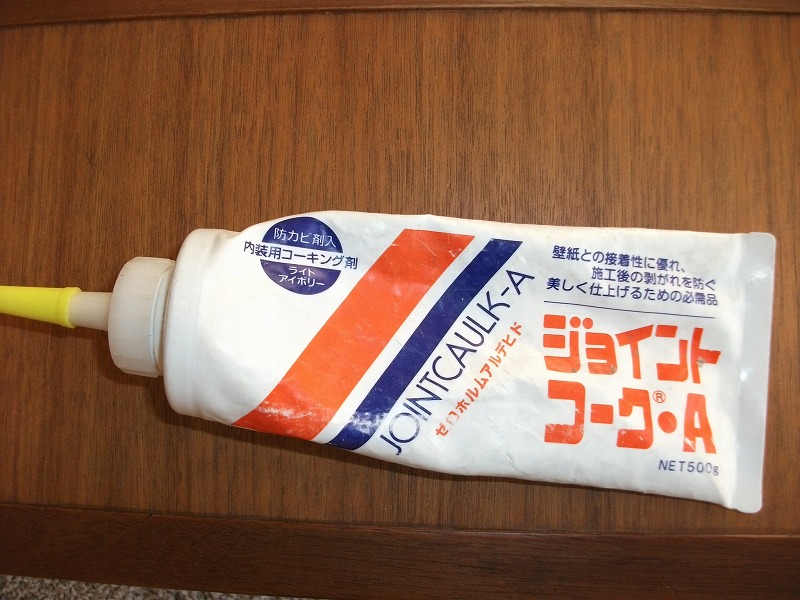 防カビ剤入
内装用コーキング剤
ライト
アイボリー
JOINTCAULK-A
ゼロホルムアルデヒド
壁紙との接着性に優れ、
施工後の剥がれを防ぐ
美しく仕上げるための必需品
ジョイント
コーク®・A
NET500g